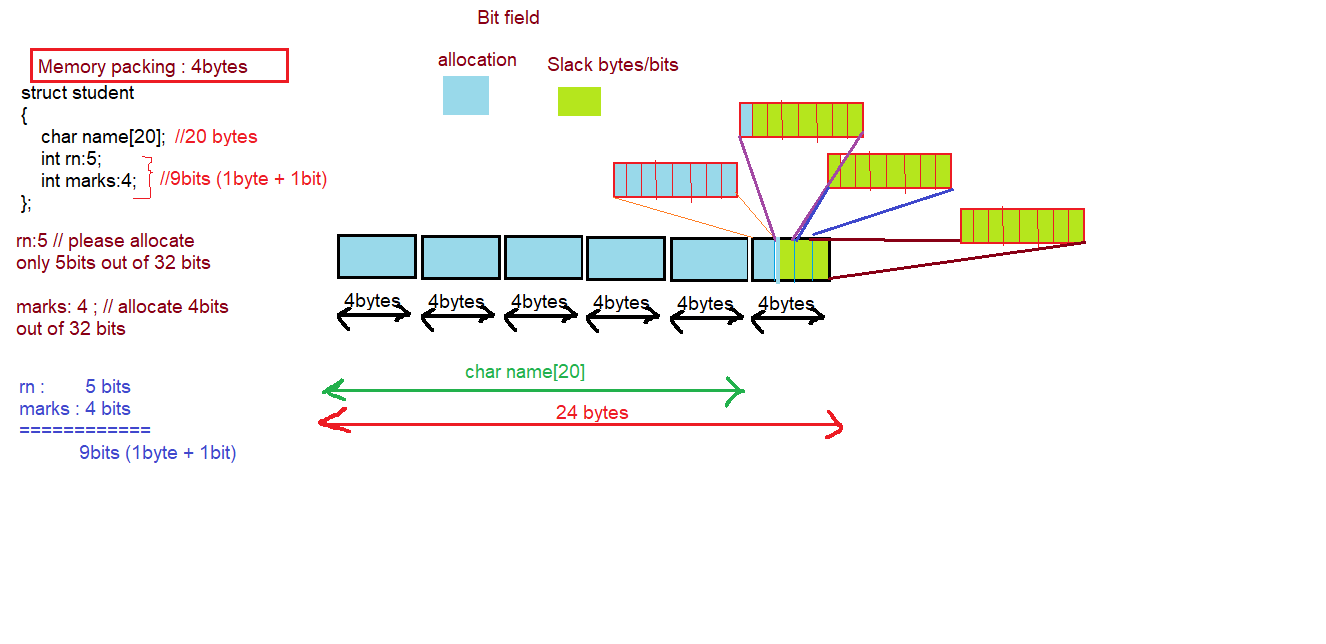 Bit field
Memory packing : 4bytes
allocation
Slack bytes/bits
struct student
{
char name[20]; //20 bytes
int rn:5;
int marks:4; //9bits (1byte + 1bit)
};
rn:5 // please allocate
only 5bits out of 32 bits
marks: 4 ; // allocate 4bits
out of 32 bits
4bytes 4bytes 4bytes 4bytes 4bytes 4bytes
char name[20]
24 bytes
rn : 5 bits
marks : 4 bits
============
9bits (1byte + 1bit)